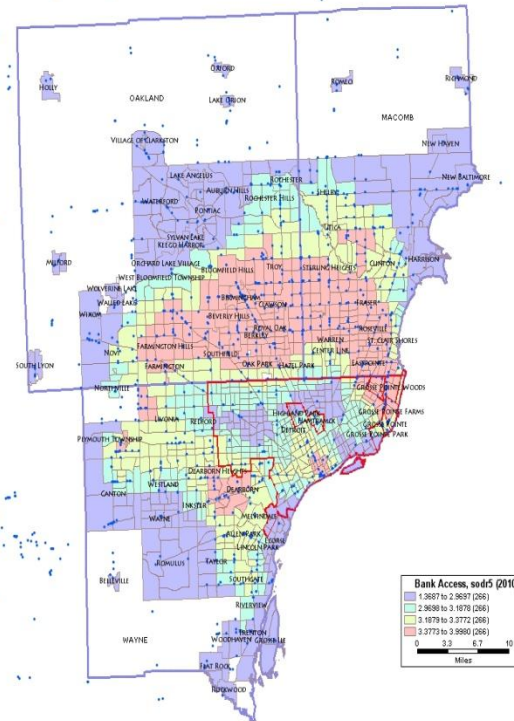 ORIFORD
HOLLY
ROMEO
RICHMOND
OAKLAND
LAKE ORION
MACOMB
VILLAGE OF CLARKSTON
NEW HAVEN
LAKE ANGELUS
ROCHESTER
NEW BALTIMORE
AUBURN HILLS
WATERFORD
ROCHESTER HILLS
SHELBY
PONTIAC
UTICA
SYLVAN LAKE
KEEGO HARBOR
MILFORD
ORCHARD LAKE VILLAGE
BLOOMFIELD HILLS
TROY
STERLING HEIGHTS
CLINTON
HARRISON
WEST BLOOMFIELD TOWNSHIP
WOLVERINE LAKE
WALLED LAKE
BIRMINGHAM
CLAWSON
FRASER
WIXOM
BEVERLY HILLS
ROYAL OAK
BERKLEY
ROSEVILLE
WARREN
ST. CLAIR SHORES
FARMINGTON HILLS
NOVI
SOUTHFIELD
CENTER LINE
SOUTH LYON
FARMINGTON
OAK PARK
HAZEL PARK
EASTPOINTE
NORTHVILLE
GROSSE POINTE WOODS
LIVONIA
REDFORD
HIGHLAND PARK
HAMTRAMCK
GROSSE POINTE FARMS
DETROIT
GROSSE POINTE
GROSSE POINTE PARK
PLYMOUTH TOWNSHIP
DEARBORN HEIGHTS
WESTLAND
DEARBORN
CANTON
INKSTER
WAYNE
MELVINDALE
ALLEN PARK
ECORSE
LINCOLN PARK
ROMULUS
TAYLOR
BELLEVILLE
SOUTHGATE
RIVERVIEW
WAYNE
TRENTON
WOODHAVEN
GROSSE ILE
FLAT ROCK
ROCKWOOD
Bank Access, sodr5 (2010
1.3687 to 2.9697 (266)
2.9698 to 3.1878 (266)
3.1879 to 3.3772 (266)
3.3773 to 3.9980 (266)
0 3.3 6.7 10
Miles